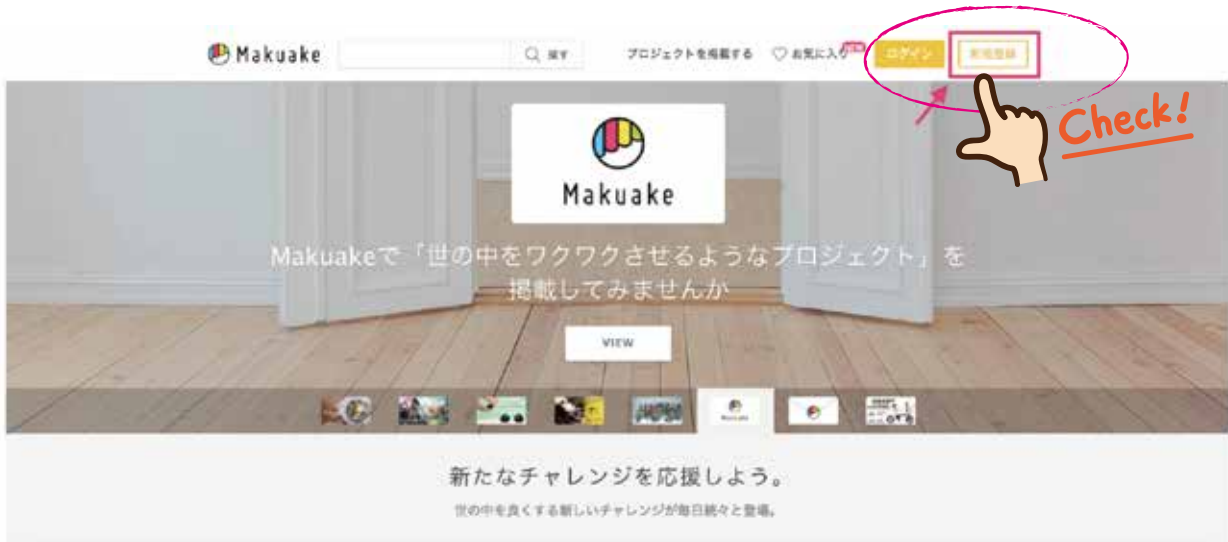 Makuake
探す
プロジェクトを掲載する
お気に入り
NEW
ログイン
新規登録
Check!
Makuake
Makuakeで「世の中をワクワクさせるようなプロジェクト」を
掲載してみませんか
VIEW
Makuake
新たなチャレンジを応援しよう。
世の中を良くする新しいチャレンジが毎日続々と登場。